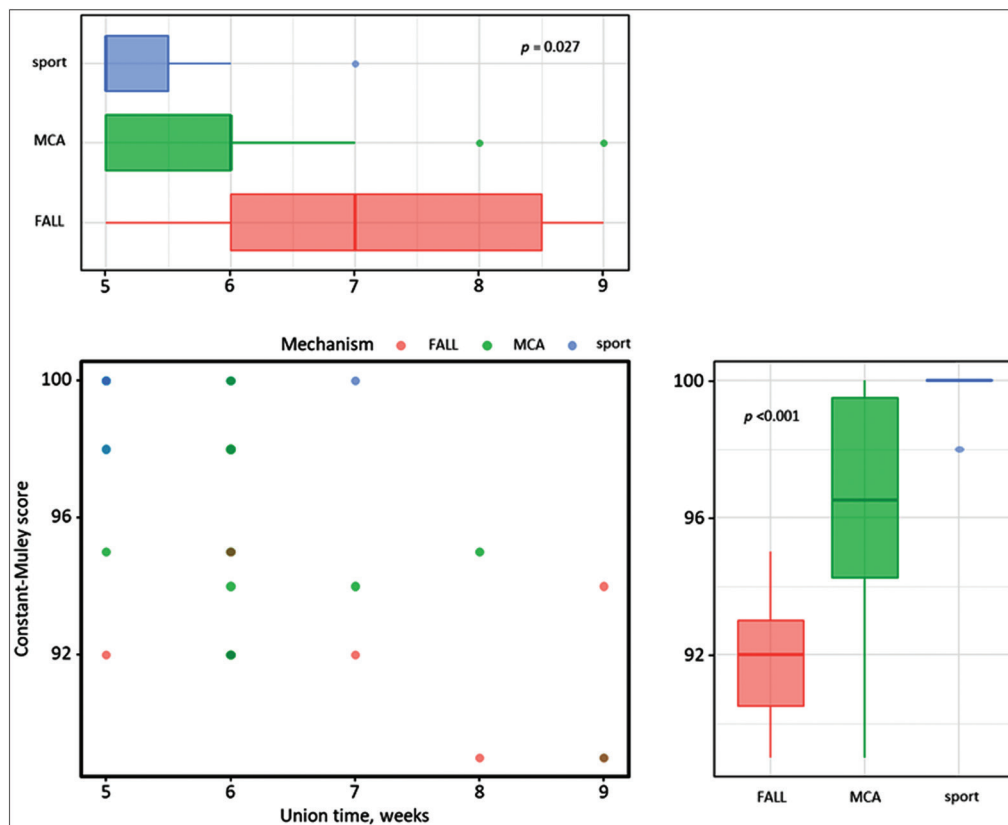 sport
p = 0.027
MCA
FALL
5 6 7 8 9
Mechanism FALL MCA sport
Constant-Muley score
100
96
92
5 6 7 8 9
Union time, weeks
100
p <0.001
96
92
FALL MCA sport